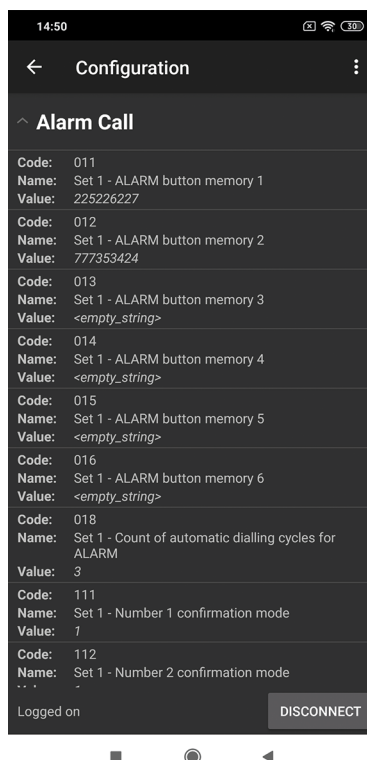 14:50
30
Configuration
Alarm Call
Code: 011
Name: Set 1 - ALARM button memory 1
Value: 225226227
Code: 012
Name: Set 1 - ALARM button memory 2
Value: 777353424
Code: 013
Name: Set 1 - ALARM button memory 3
Value: <empty_string>
Code: 014
Name: Set 1 - ALARM button memory 4
Value: <empty_string>
Code: 015
Name: Set 1 - ALARM button memory 5
Value: <empty_string>
Code: 016
Name: Set 1 - ALARM button memory 6
Value: <empty_string>
Code: 018
Name: Set 1 - Count of automatic dialling cycles for
ALARM
Value: 3
Code: 111
Name: Set 1 - Number 1 confirmation mode
Value: 1
Code: 112
Name: Set 1 - Number 2 confirmation mode
Logged on
DISCONNECT